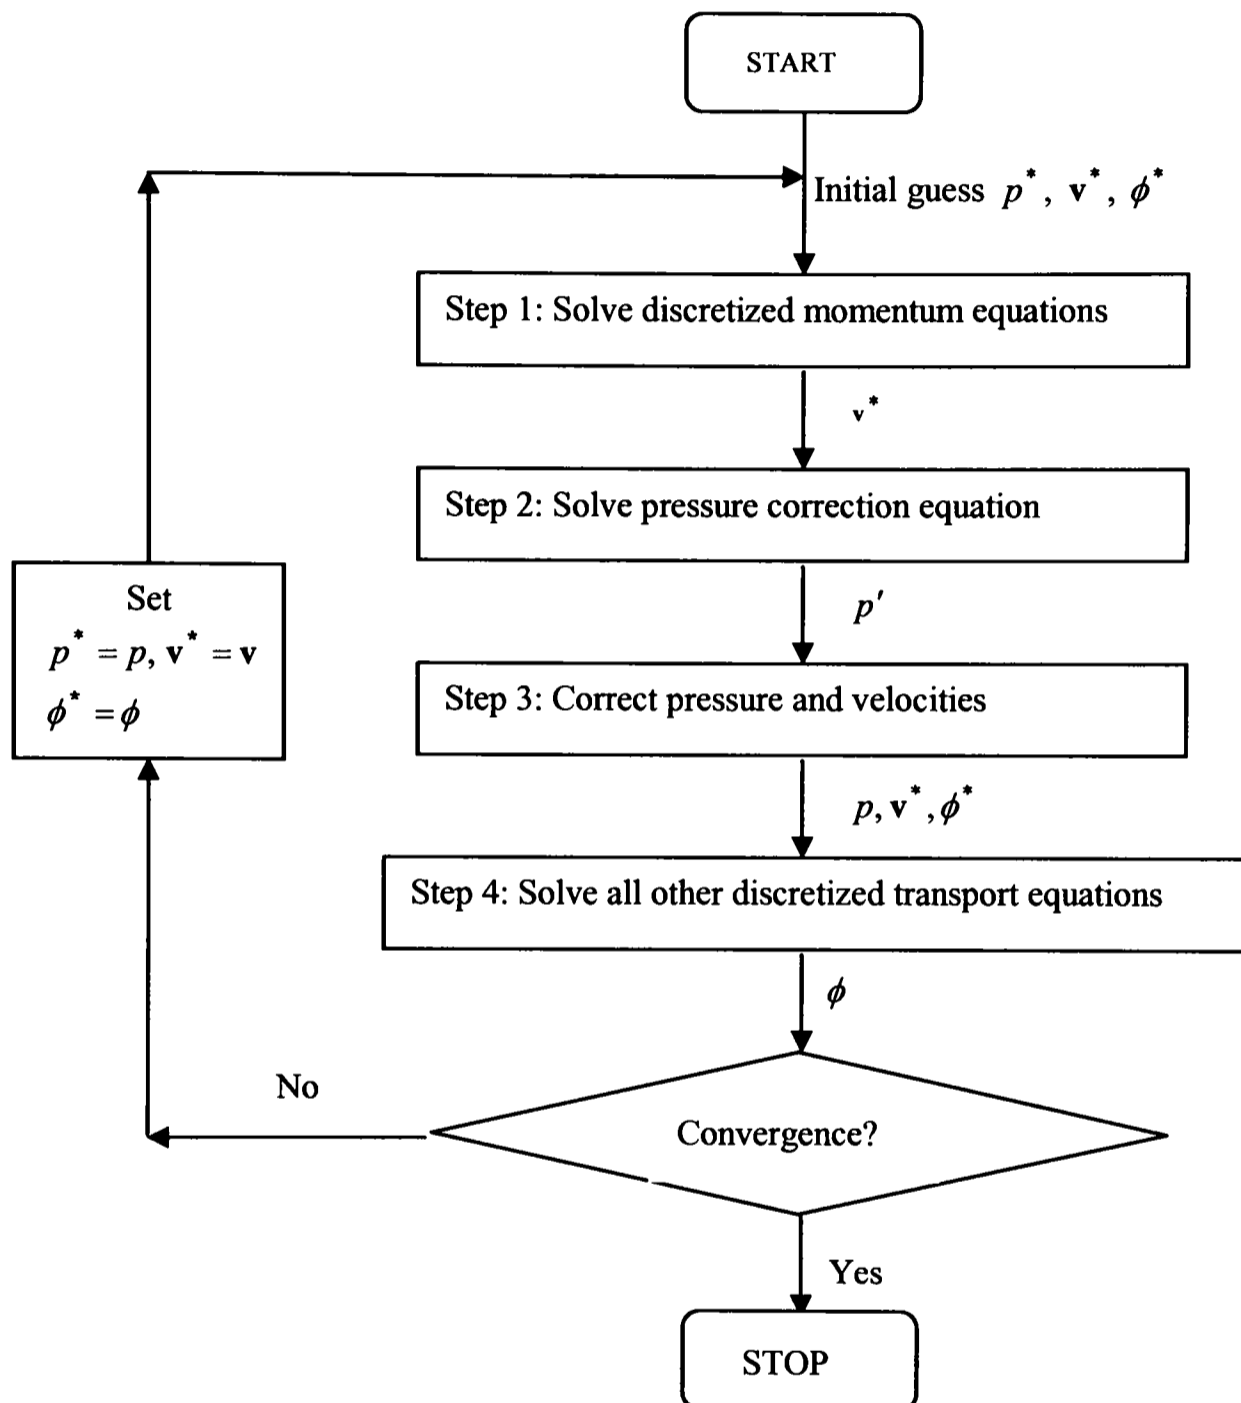 START
Initial guess p*, v*, ϕ*
Step 1: Solve discretized momentum equations
v*
Step 2: Solve pressure correction equation
p′
Step 3: Correct pressure and velocities
p, v*, ϕ*
Step 4: Solve all other discretized transport equations
ϕ
Convergence?
No
Set
p* = p, v* = v
ϕ* = ϕ
Yes
STOP